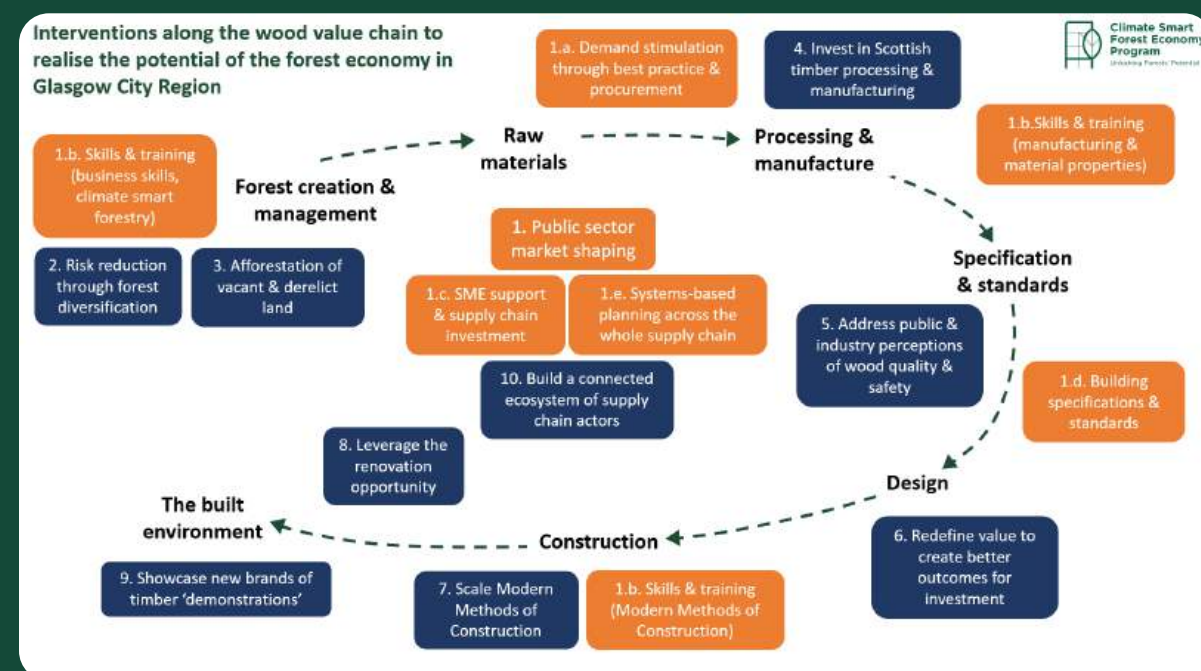 Interventions along the wood value chain to
realise the potential of the forest economy in
Glasgow City Region
Climate Smart
Forest Economy
Program
Unlocking Forests' Potential
1.a. Demand stimulation
through best practice &
procurement
4. Invest in Scottish
timber processing &
manufacturing
1.b.Skills & training
(manufacturing &
material properties)
1.b. Skills & training
(business skills,
climate smart
forestry)
Forest creation &
management
Raw
materials
Processing &
manufacture
2. Risk reduction
through forest
diversification
3. Afforestation of
vacant & derelict
land
1. Public sector
market shaping
1.c. SME support
& supply chain
investment
1.e. Systems-based
planning across the
whole supply chain
Specification
& standards
5. Address public &
industry perceptions
of wood quality &
safety
1.d. Building
specifications &
standards
10. Build a connected
ecosystem of supply
chain actors
8. Leverage the
renovation
opportunity
Design
The built
environment
Construction
6. Redefine value to
create better
outcomes for
investment
9. Showcase new brands of
timber ‘demonstrations’
7. Scale Modern
Methods of
Construction
1.b. Skills & training
(Modern Methods of
Construction)